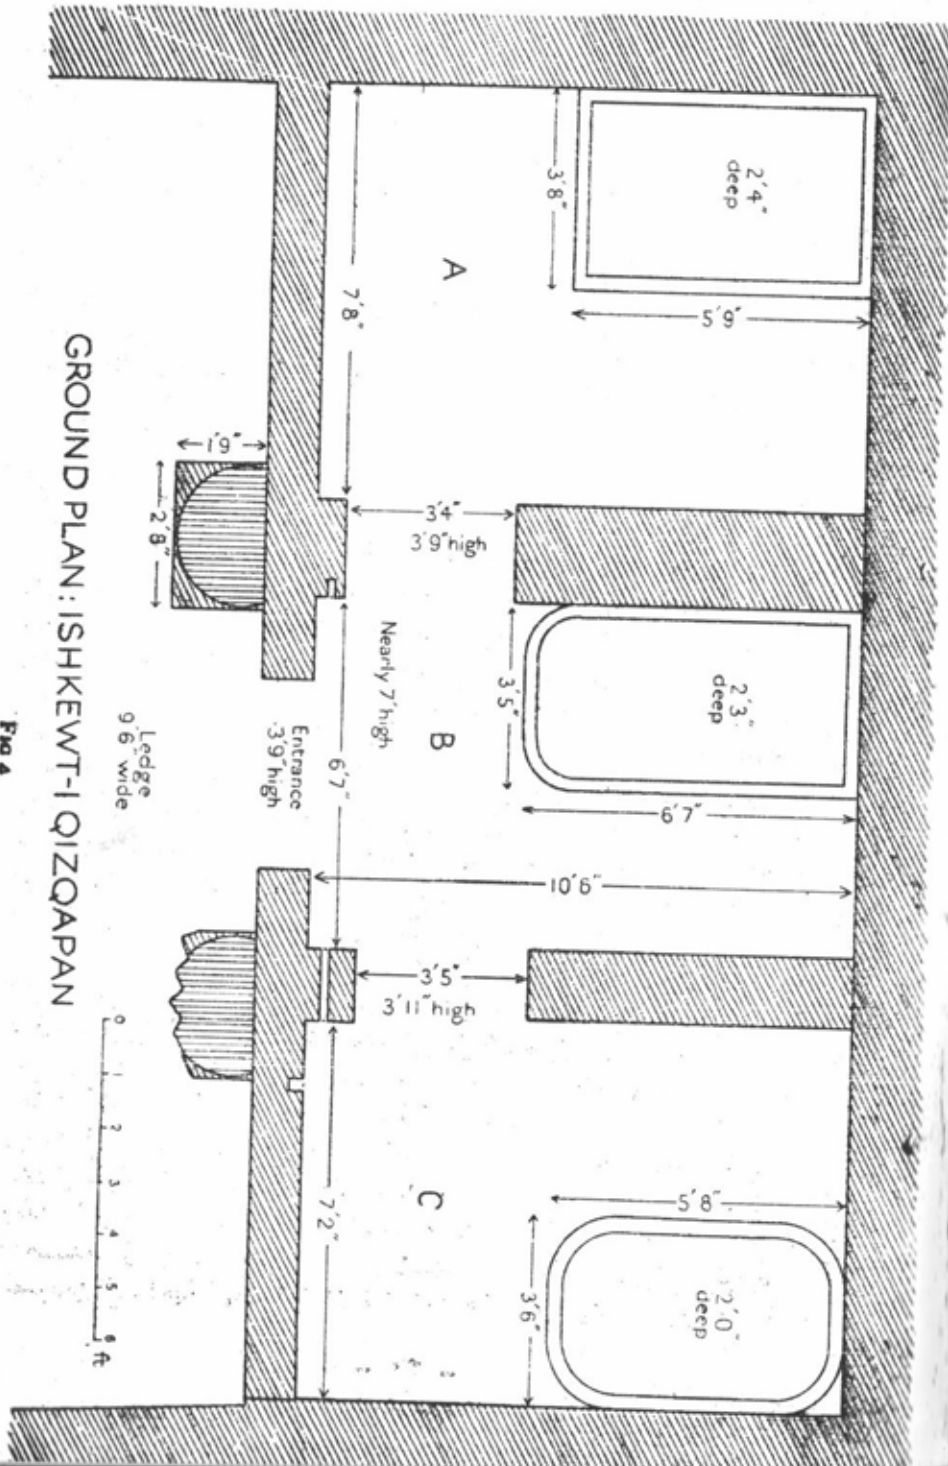 2'4"
deep
3'8"
5'9"
A
7'8"
3'4"
3'9" high
1'9"
2'8"
2'3"
deep
3'5"
6'7"
Nearly 7' high
B
6'7"
Entrance
3'9" high
Ledge
9'6" wide
10'6"
3'5"
3'11" high
C
7'2"
5'8"
3'6"
2'0"
deep
0 1 2 3 4 5 6 ft
GROUND PLAN: ISHKEWT-I QIZQAPAN
FIG 4